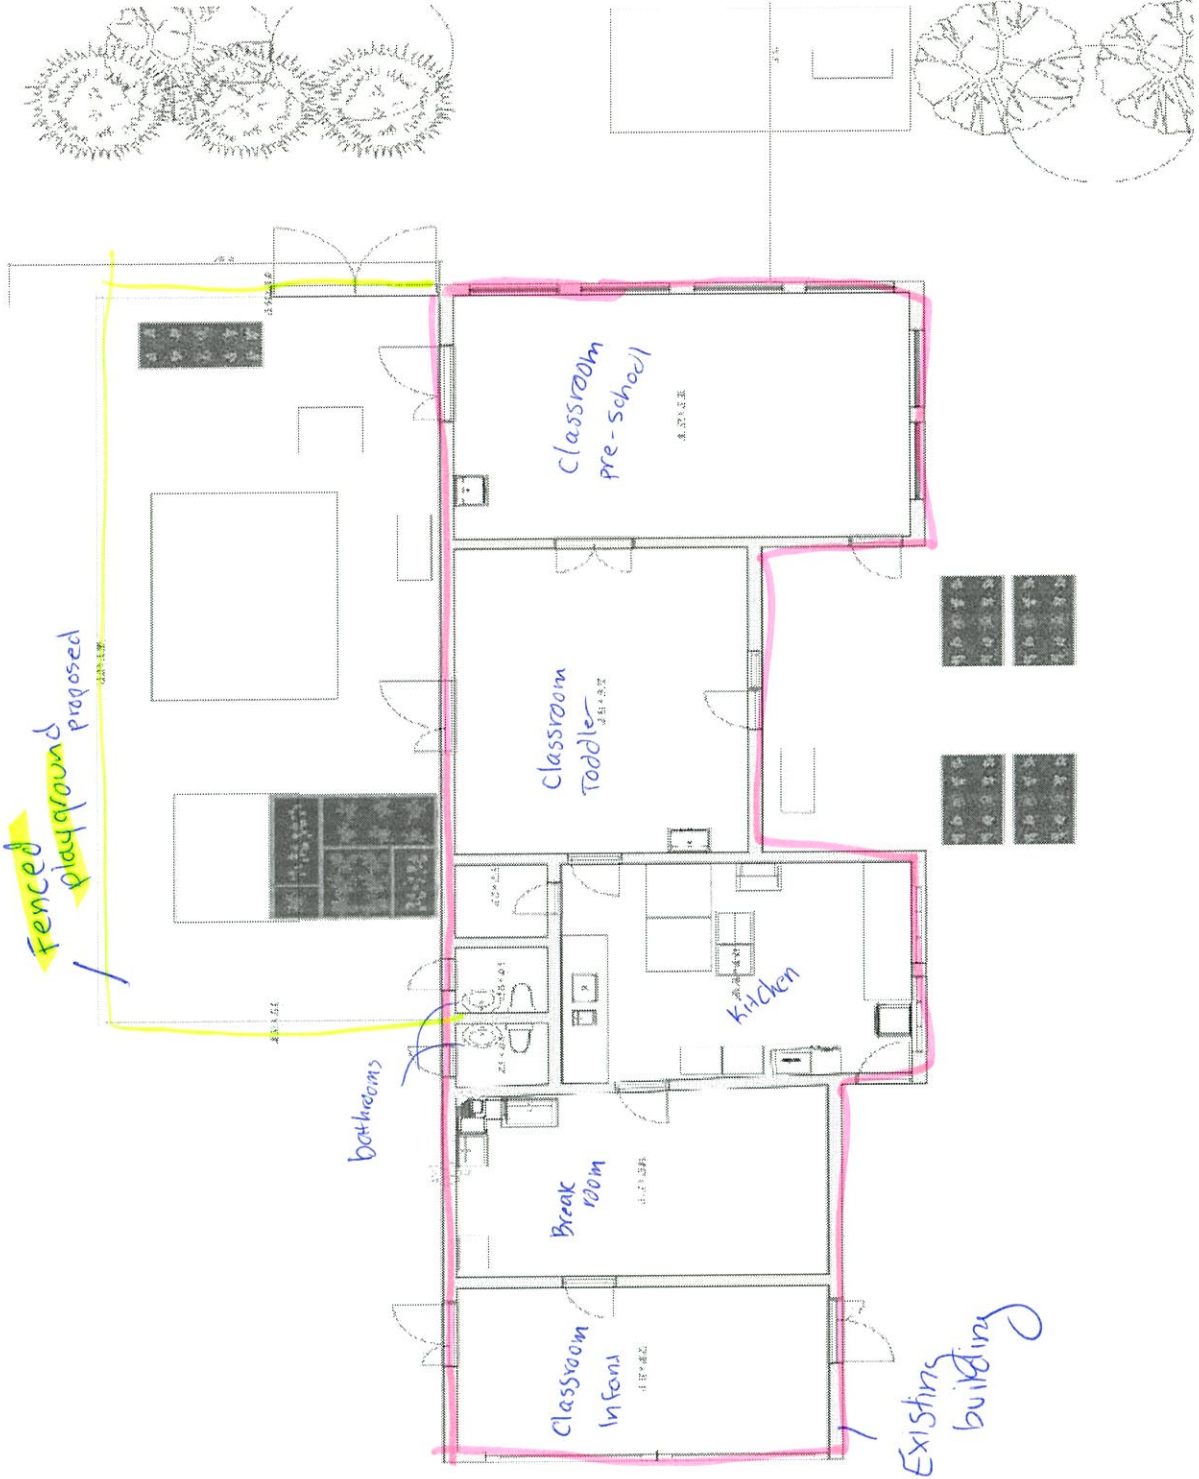 Fenced
playground
proposed
bathrooms
Classroom
pre-school
Classroom
Toddler
Kitchen
Break
room
Classroom
Infant
Existing
building